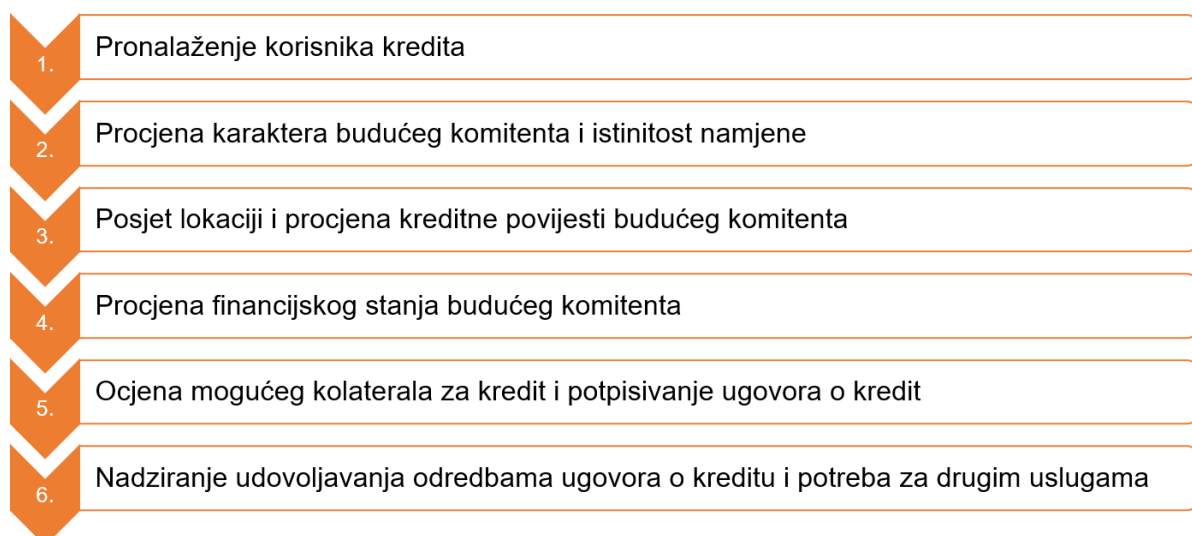 1. Pronalaženje korisnika kredita
2. Procjena karaktera budućeg komitenta i istinitost namjene
3. Posjet lokaciji i procjena kreditne povijesti budućeg komitenta
4. Procjena financijskog stanja budućeg komitenta
5. Ocjena mogućeg kolaterala za kredit i potpisivanje ugovora o kredit
6. Nadziranje udovoljavanja odredbama ugovora o kreditu i potreba za drugim uslugama